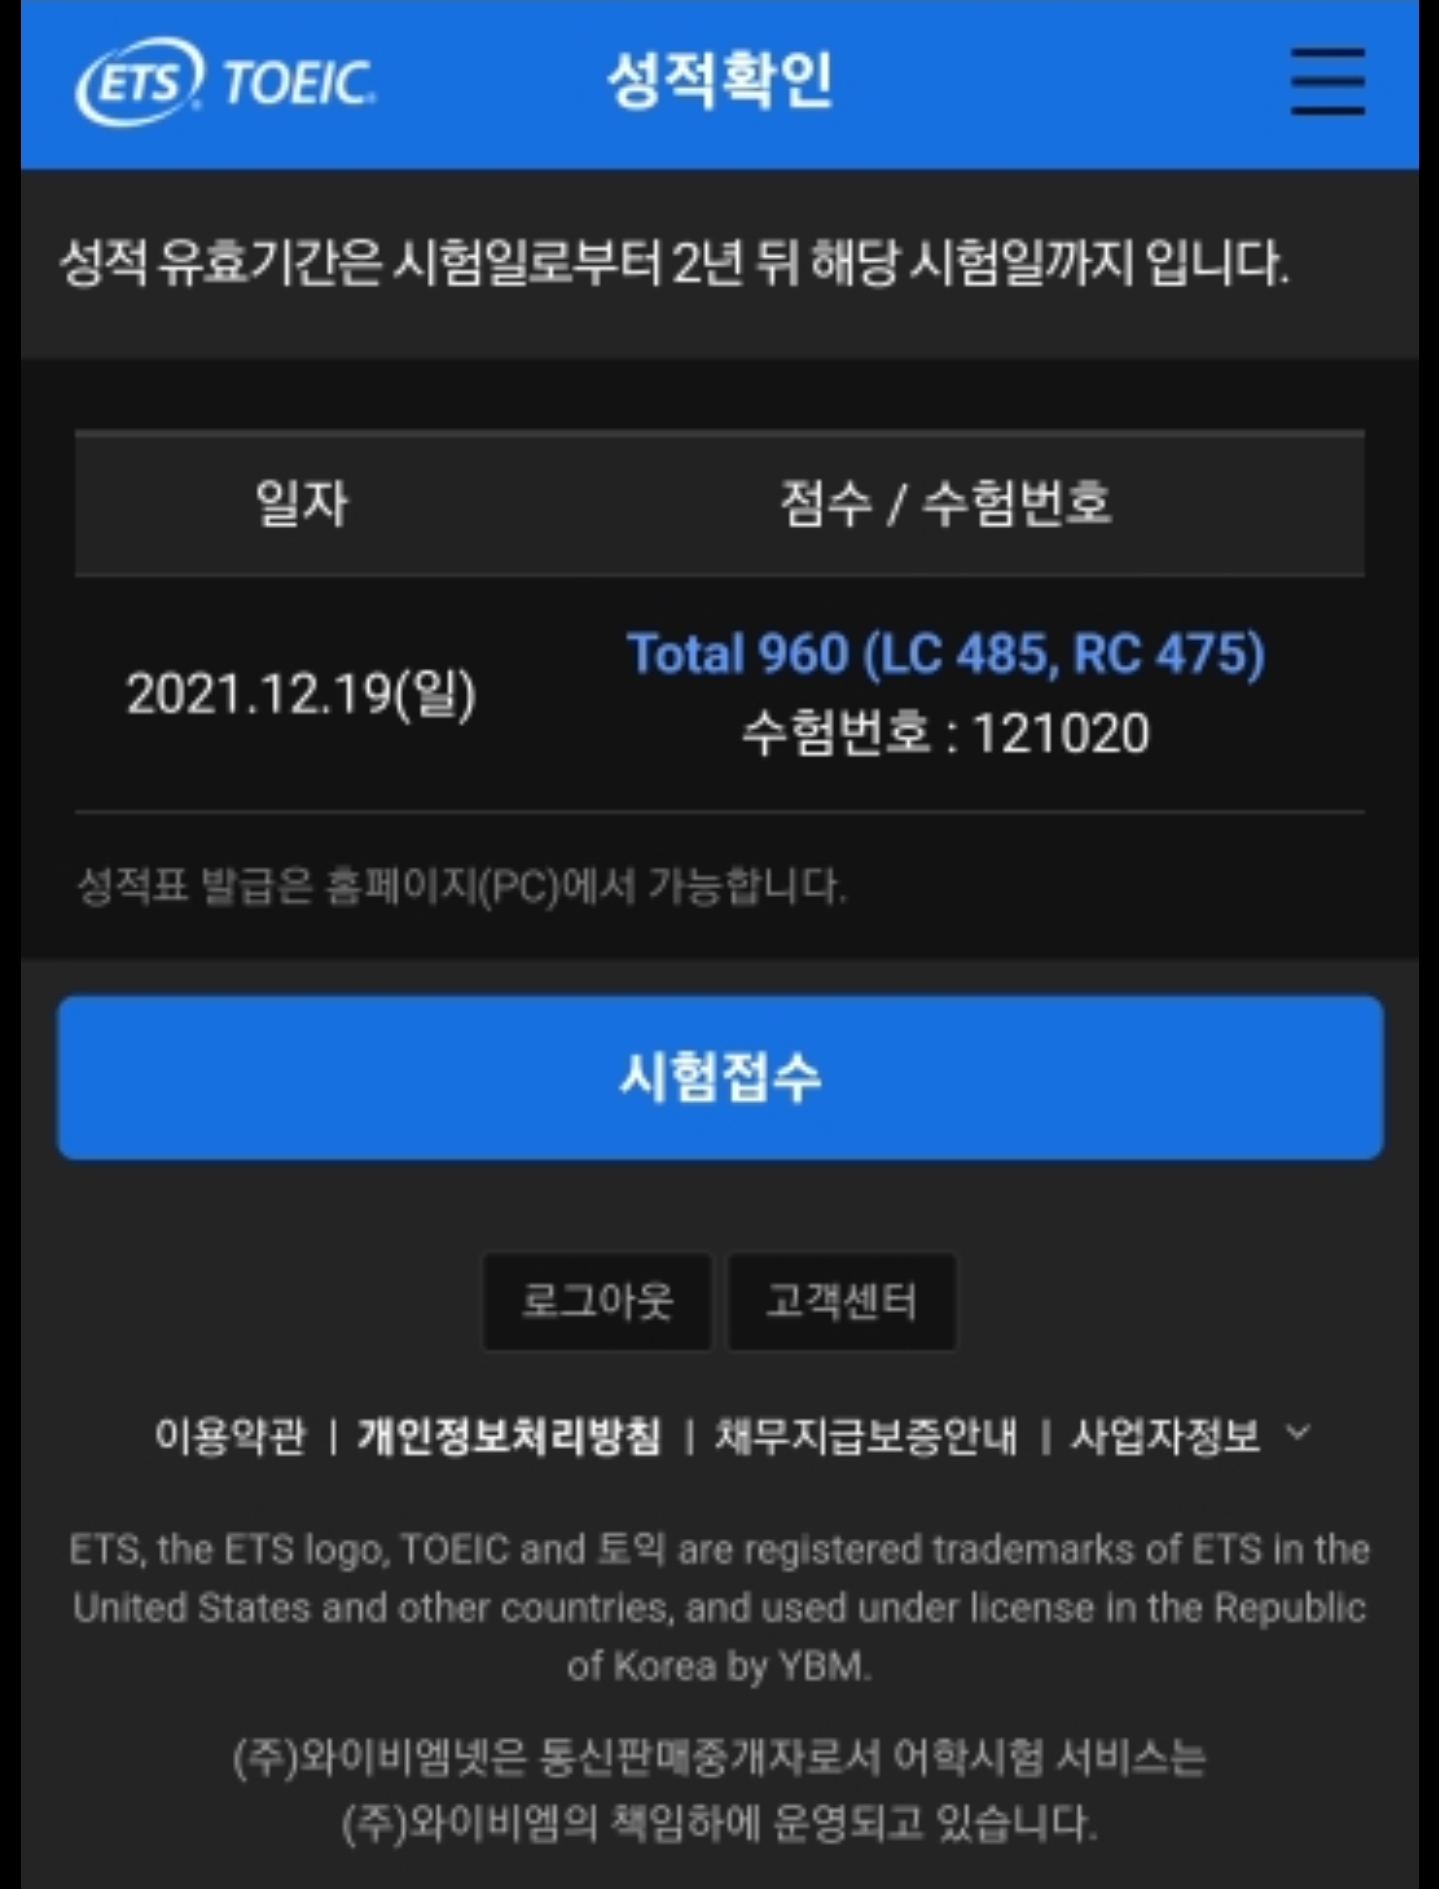 ETS TOEIC. 성적확인
성적 유효기간은 시험일로부터 2년 뒤 해당 시험일까지 입니다.
일자 점수 / 수험번호
Total 960 (LC 485, RC 475)
2021.12.19(일)
수험번호 : 121020
성적표 발급은 홈페이지(PC)에서 가능합니다.
시험접수
로그아웃 고객센터
이용약관 | 개인정보처리방침 | 채무지급보증안내 | 사업자정보
ETS, the ETS logo, TOEIC and 토익 are registered trademarks of ETS in the
United States and other countries, and used under license in the Republic
of Korea by YBM.
(주)와이비엠넷은 통신판매중개자로서 어학시험 서비스는
(주)와이비엠의 책임하에 운영되고 있습니다.